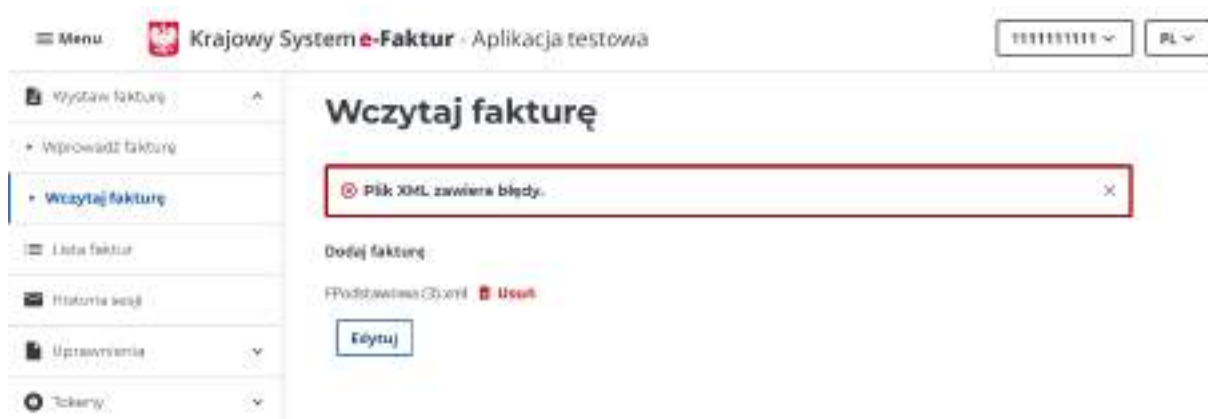 Menu
Krajowy System e-Faktur - Aplikacja testowa
1111111111
PL
Wystaw fakturę
Wprowadź fakturę
Wczytaj fakturę
Lista faktur
Historia sesji
Uprawnienia
Tokeny
Wczytaj fakturę
Plik XML zawiera błędy.
Dodaj fakturę
FPodstawowa (3).xml Usuń
Edytuj